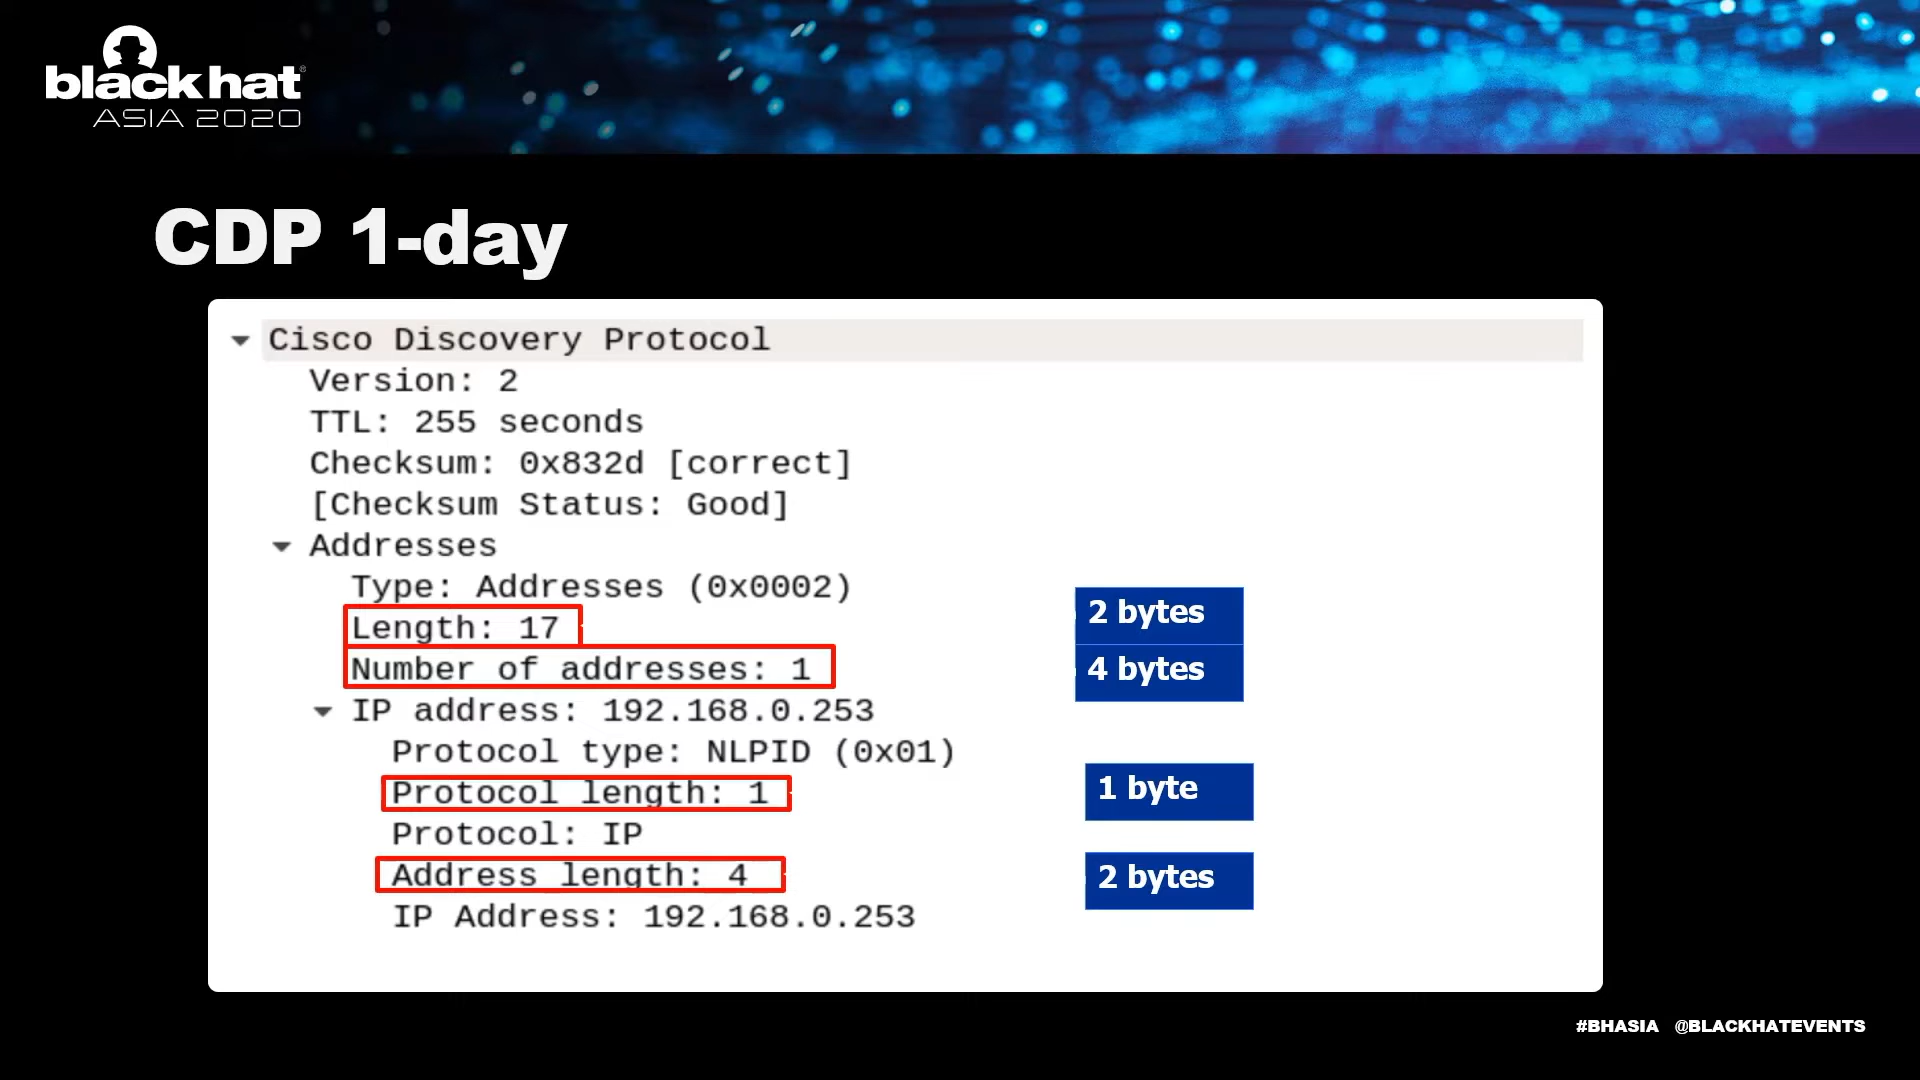 black hat®
ASIA 2020
CDP 1-day
Cisco Discovery Protocol
Version: 2
TTL: 255 seconds
Checksum: 0x832d [correct]
[Checksum Status: Good]
Addresses
Type: Addresses (0x0002)
Length: 17
2 bytes
Number of addresses: 1
4 bytes
IP address: 192.168.0.253
Protocol type: NLPID (0x01)
Protocol length: 1
1 byte
Protocol: IP
Address length: 4
2 bytes
IP Address: 192.168.0.253
#BHASIA @BLACKHATEVENTS